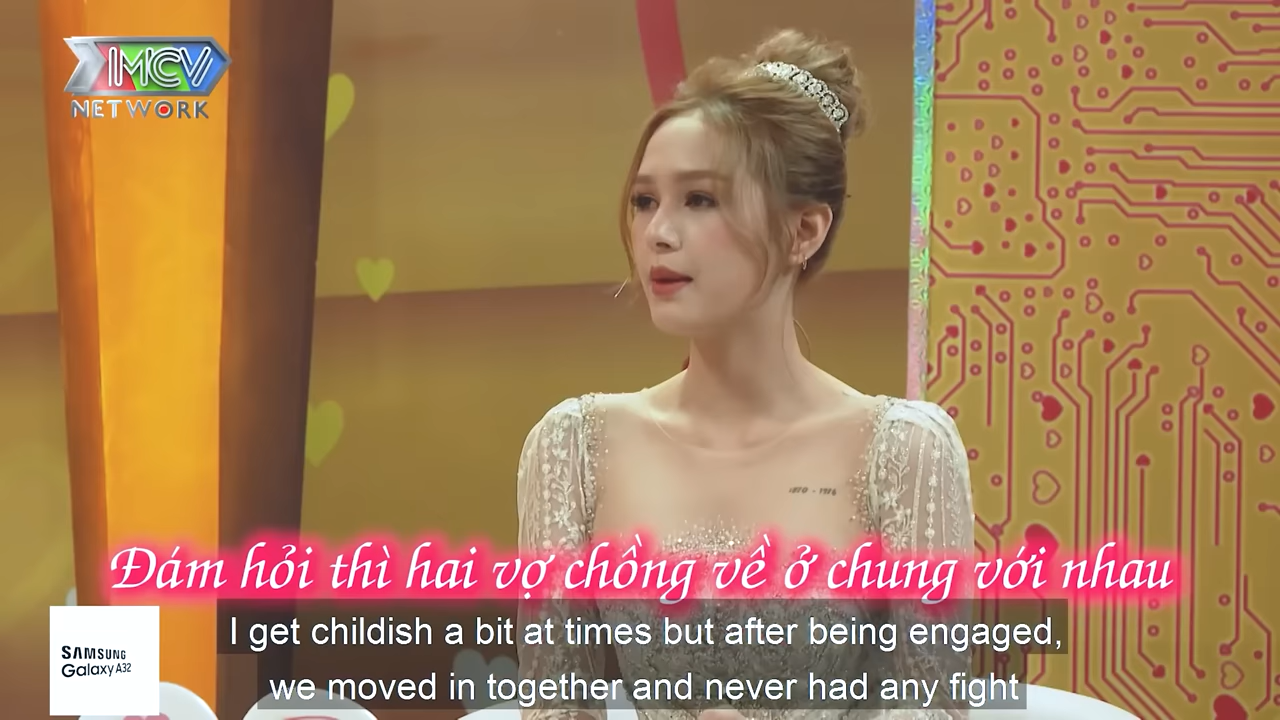 MCV
NETWORK
Đám hỏi thì hai vợ chồng về ở chung với nhau
I get childish a bit at times but after being engaged,
we moved in together and never had any fight
SAMSUNG
Galaxy A32